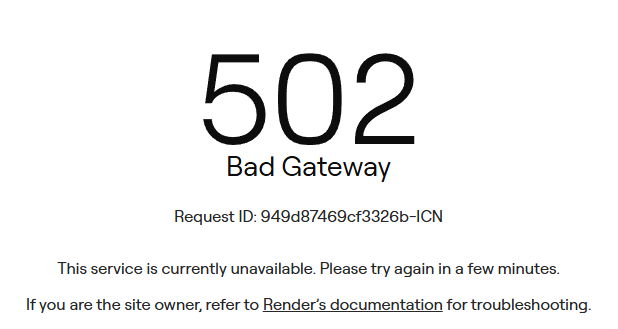 502
Bad Gateway
Request ID: 949d87469cf3326b-ICN
This service is currently unavailable. Please try again in a few minutes.
If you are the site owner, refer to Render's documentation for troubleshooting.